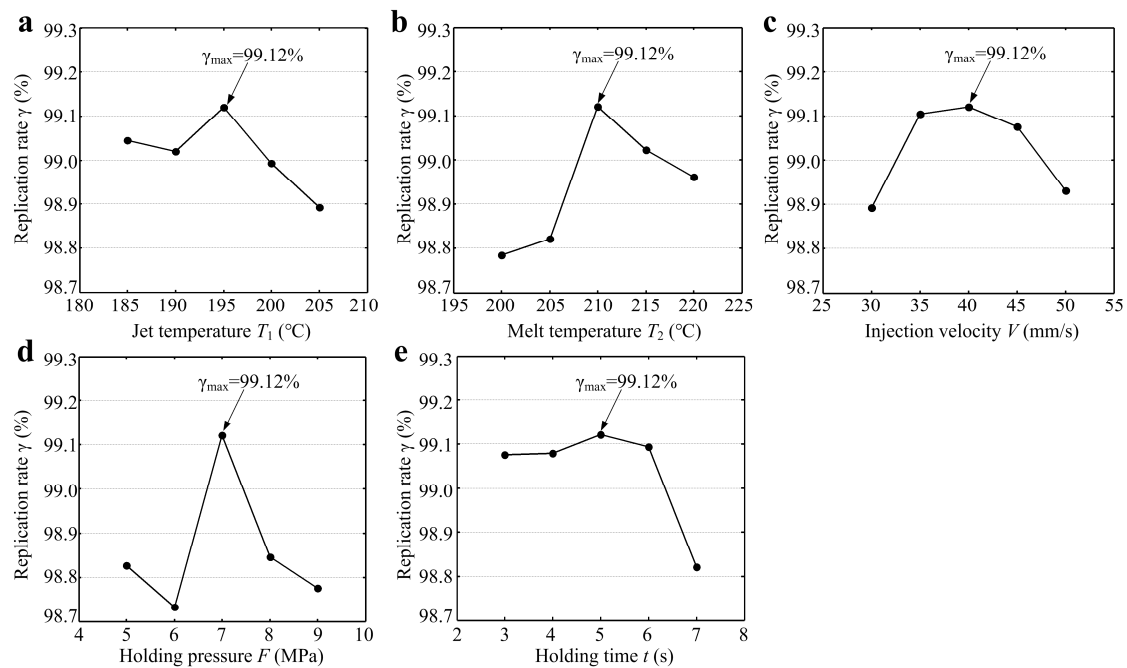 a
99.3
99.2
99.1
99.0
98.9
98.8
98.7
Replication rate γ (%)
γmax=99.12%
180 185 190 195 200 205 210
Jet temperature T1 (°C)
b
99.3
99.2
99.1
99.0
98.9
98.8
98.7
Replication rate γ (%)
γmax=99.12%
195 200 205 210 215 220 225
Melt temperature T2 (°C)
c
99.3
99.2
99.1
99.0
98.9
98.8
98.7
Replication rate γ (%)
γmax=99.12%
25 30 35 40 45 50 55
Injection velocity V (mm/s)
d
99.3
99.2
99.1
99.0
98.9
98.8
98.7
Replication rate γ (%)
γmax=99.12%
4 5 6 7 8 9 10
Holding pressure F (MPa)
e
99.3
99.2
99.1
99.0
98.9
98.8
98.7
Replication rate γ (%)
γmax=99.12%
2 3 4 5 6 7 8
Holding time t (s)